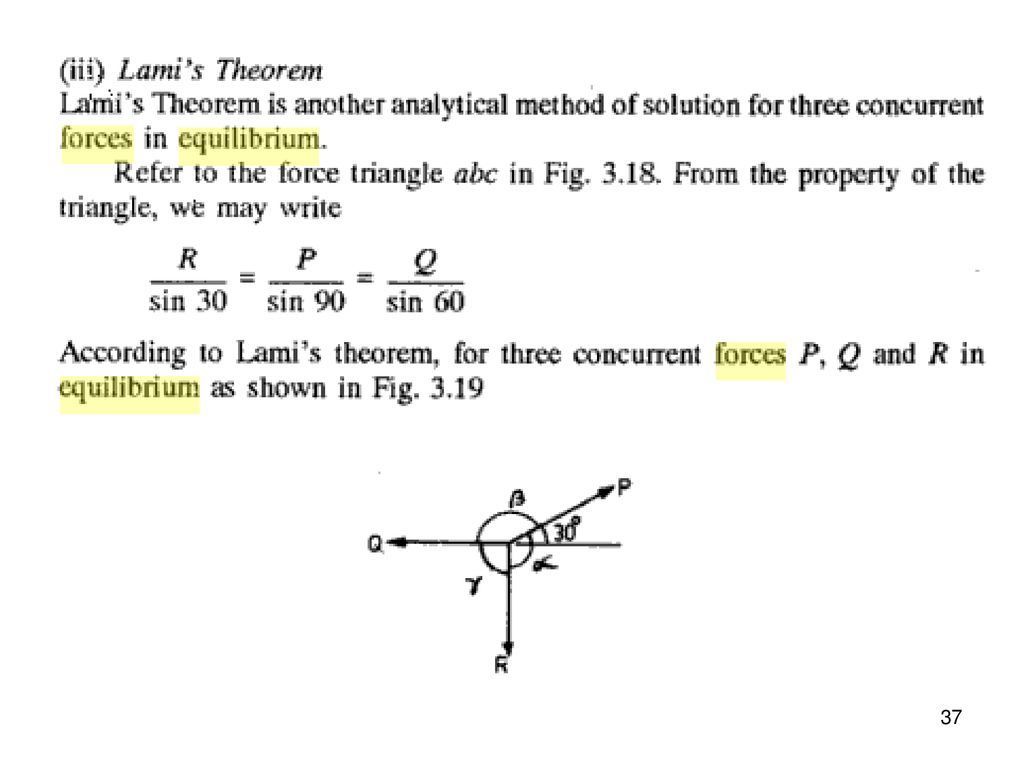 (iii) Lami's Theorem
Lami's Theorem is another analytical method of solution for three concurrent
forces in equilibrium.
Refer to the force triangle abc in Fig. 3.18. From the property of the
triangle, we may write
R / sin 30 = P / sin 90 = Q / sin 60
According to Lami's theorem, for three concurrent forces P, Q and R in
equilibrium as shown in Fig. 3.19
β
P
30°
Q
α
γ
R
37